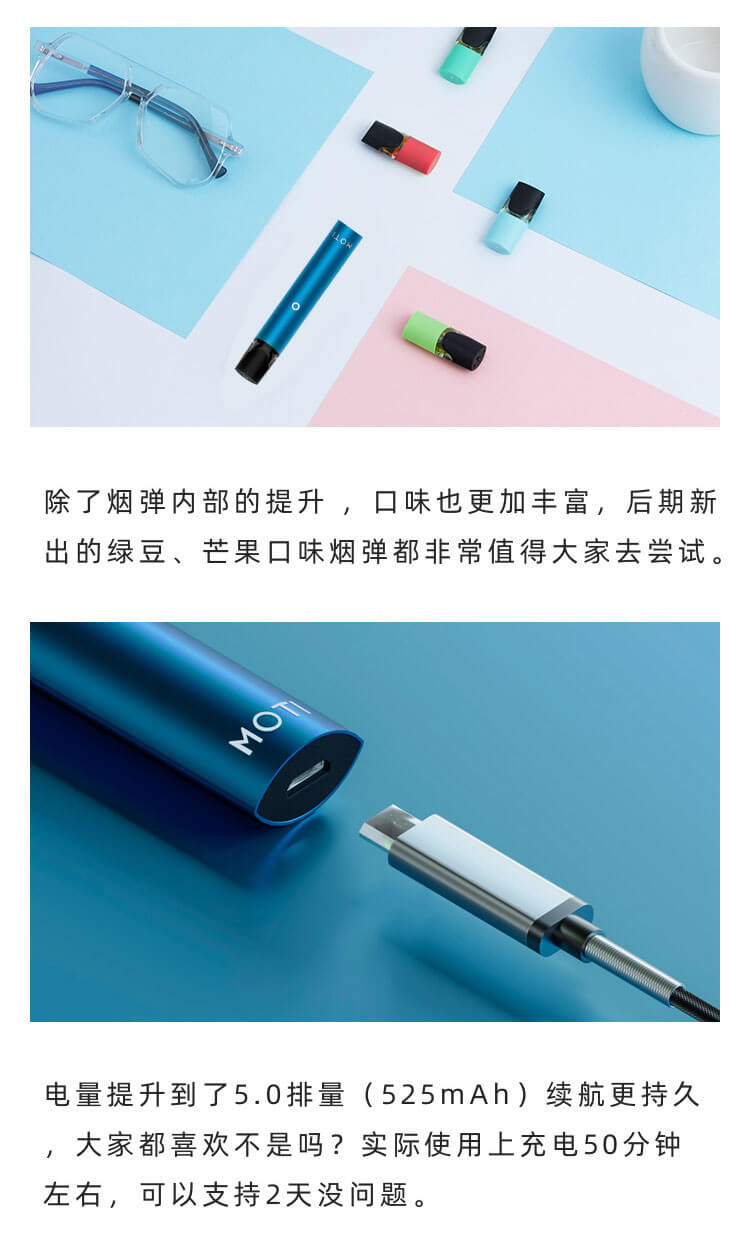 MOTI
除了烟弹内部的提升 ，口味也更加丰富，后期新
出的绿豆、芒果口味烟弹都非常值得大家去尝试。
MOTI
电量提升到了5.0排量（525mAh）续航更持久
，大家都喜欢不是吗？实际使用上充电50分钟
左右，可以支持2天没问题。